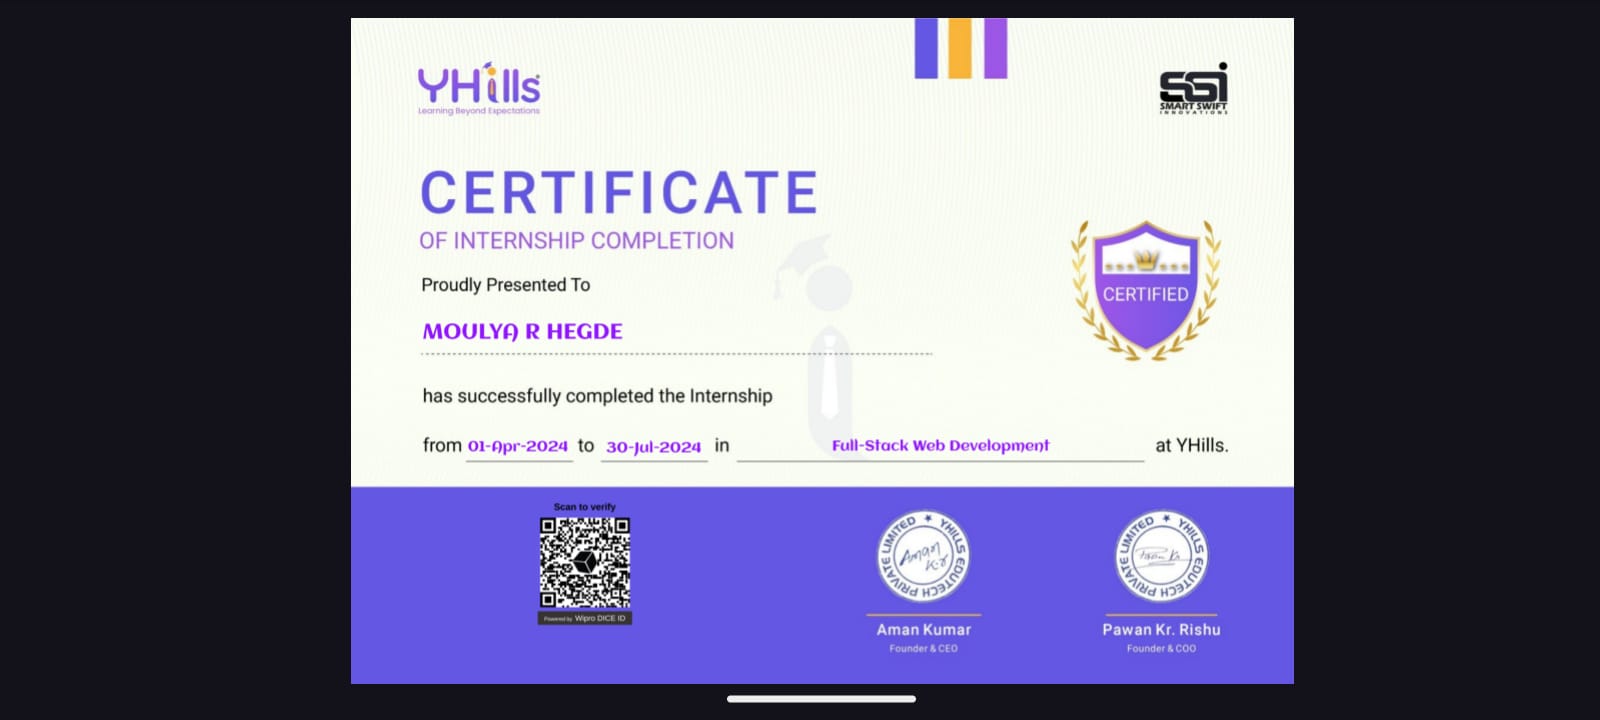 YHills
Learning Beyond Expectations
SSi
SMART SWIFT
INNOVATIONS
CERTIFICATE
OF INTERNSHIP COMPLETION
Proudly Presented To
MOULYA R HEGDE
CERTIFIED
has successfully completed the Internship
from 01-Apr-2024 to 30-Jul-2024 in Full-Stack Web Development at YHills.
Scan to verify
Powered by Wipro DICE ID
YHILLS EDUTECH PRIVATE LIMITED
Aman K.r
Aman Kumar
Founder & CEO
YHILLS EDUTECH PRIVATE LIMITED
Pawan Kr. Rishu
Founder & COO